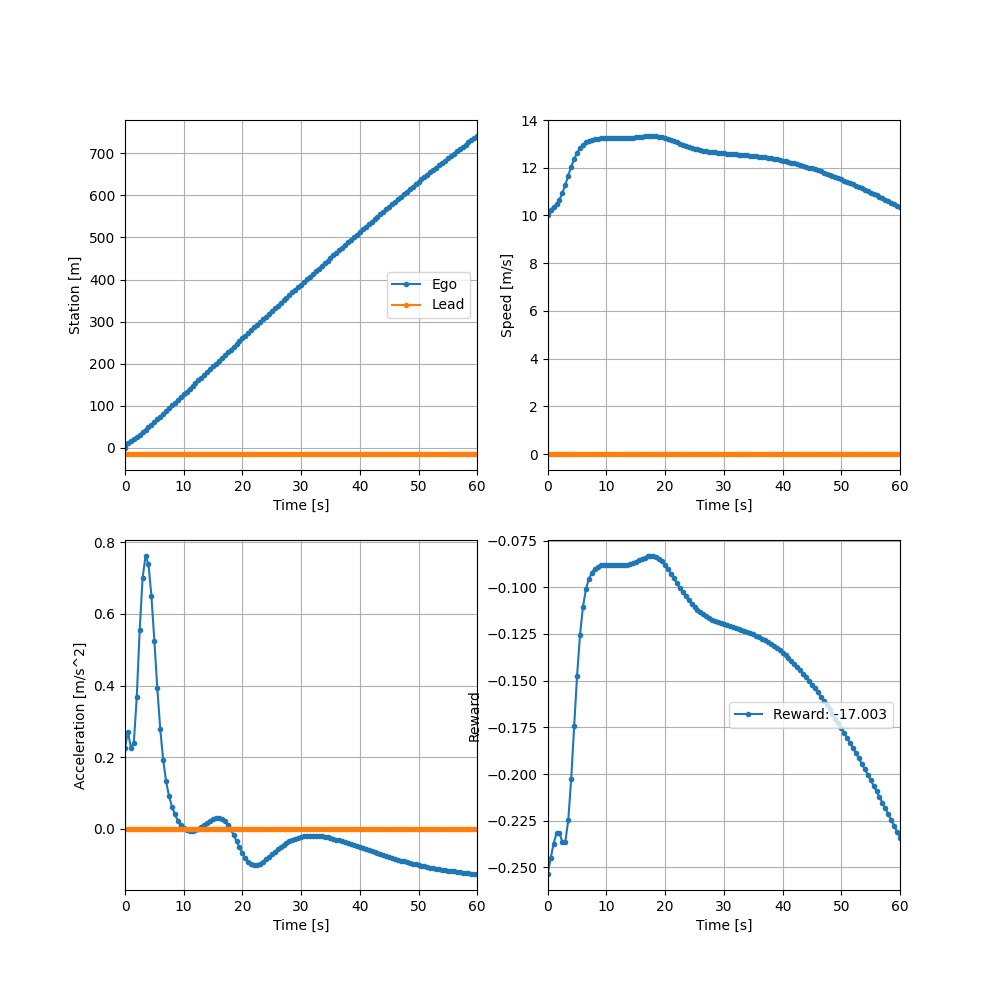 700
600
500
400
300
200
100
0
Station [m]
Ego
Lead
0 10 20 30 40 50 60
Time [s]
14
12
10
8
6
4
2
0
Speed [m/s]
0 10 20 30 40 50 60
Time [s]
0.8
0.6
0.4
0.2
0.0
Acceleration [m/s^2]
0 10 20 30 40 50 60
Time [s]
−0.075
−0.100
−0.125
−0.150
−0.175
−0.200
−0.225
−0.250
Reward
Reward: -17.003
0 10 20 30 40 50 60
Time [s]